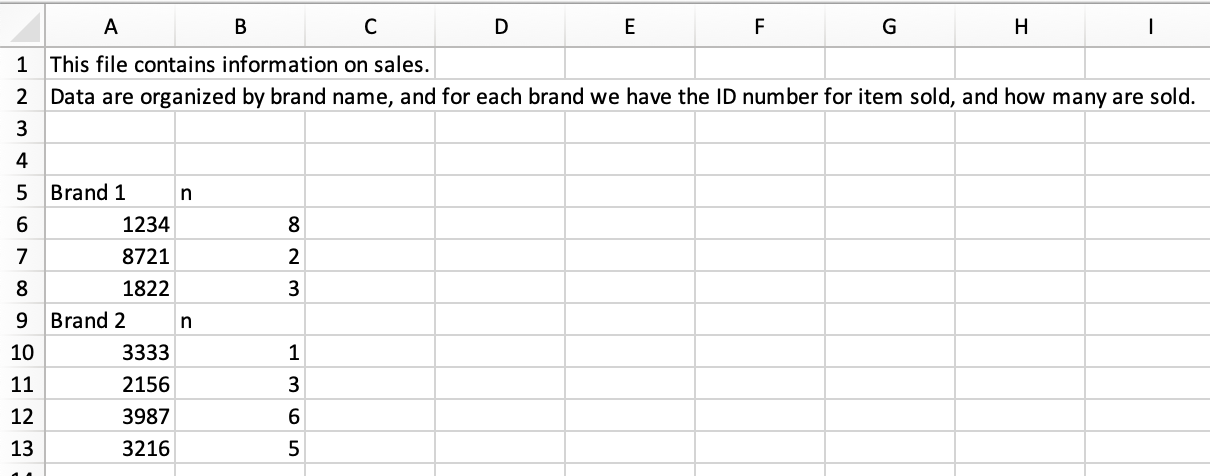 A B C D E F G H I
1 This file contains information on sales.
2 Data are organized by brand name, and for each brand we have the ID number for item sold, and how many are sold.
3
4
5 Brand 1 n
6 1234 8
7 8721 2
8 1822 3
9 Brand 2 n
10 3333 1
11 2156 3
12 3987 6
13 3216 5